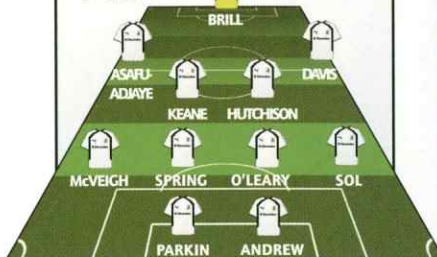 BRILL
ASAFU-
ADJAYE
DAVIS
KEANE HUTCHISON
McVEIGH SPRING O'LEARY SOL
PARKIN ANDREW